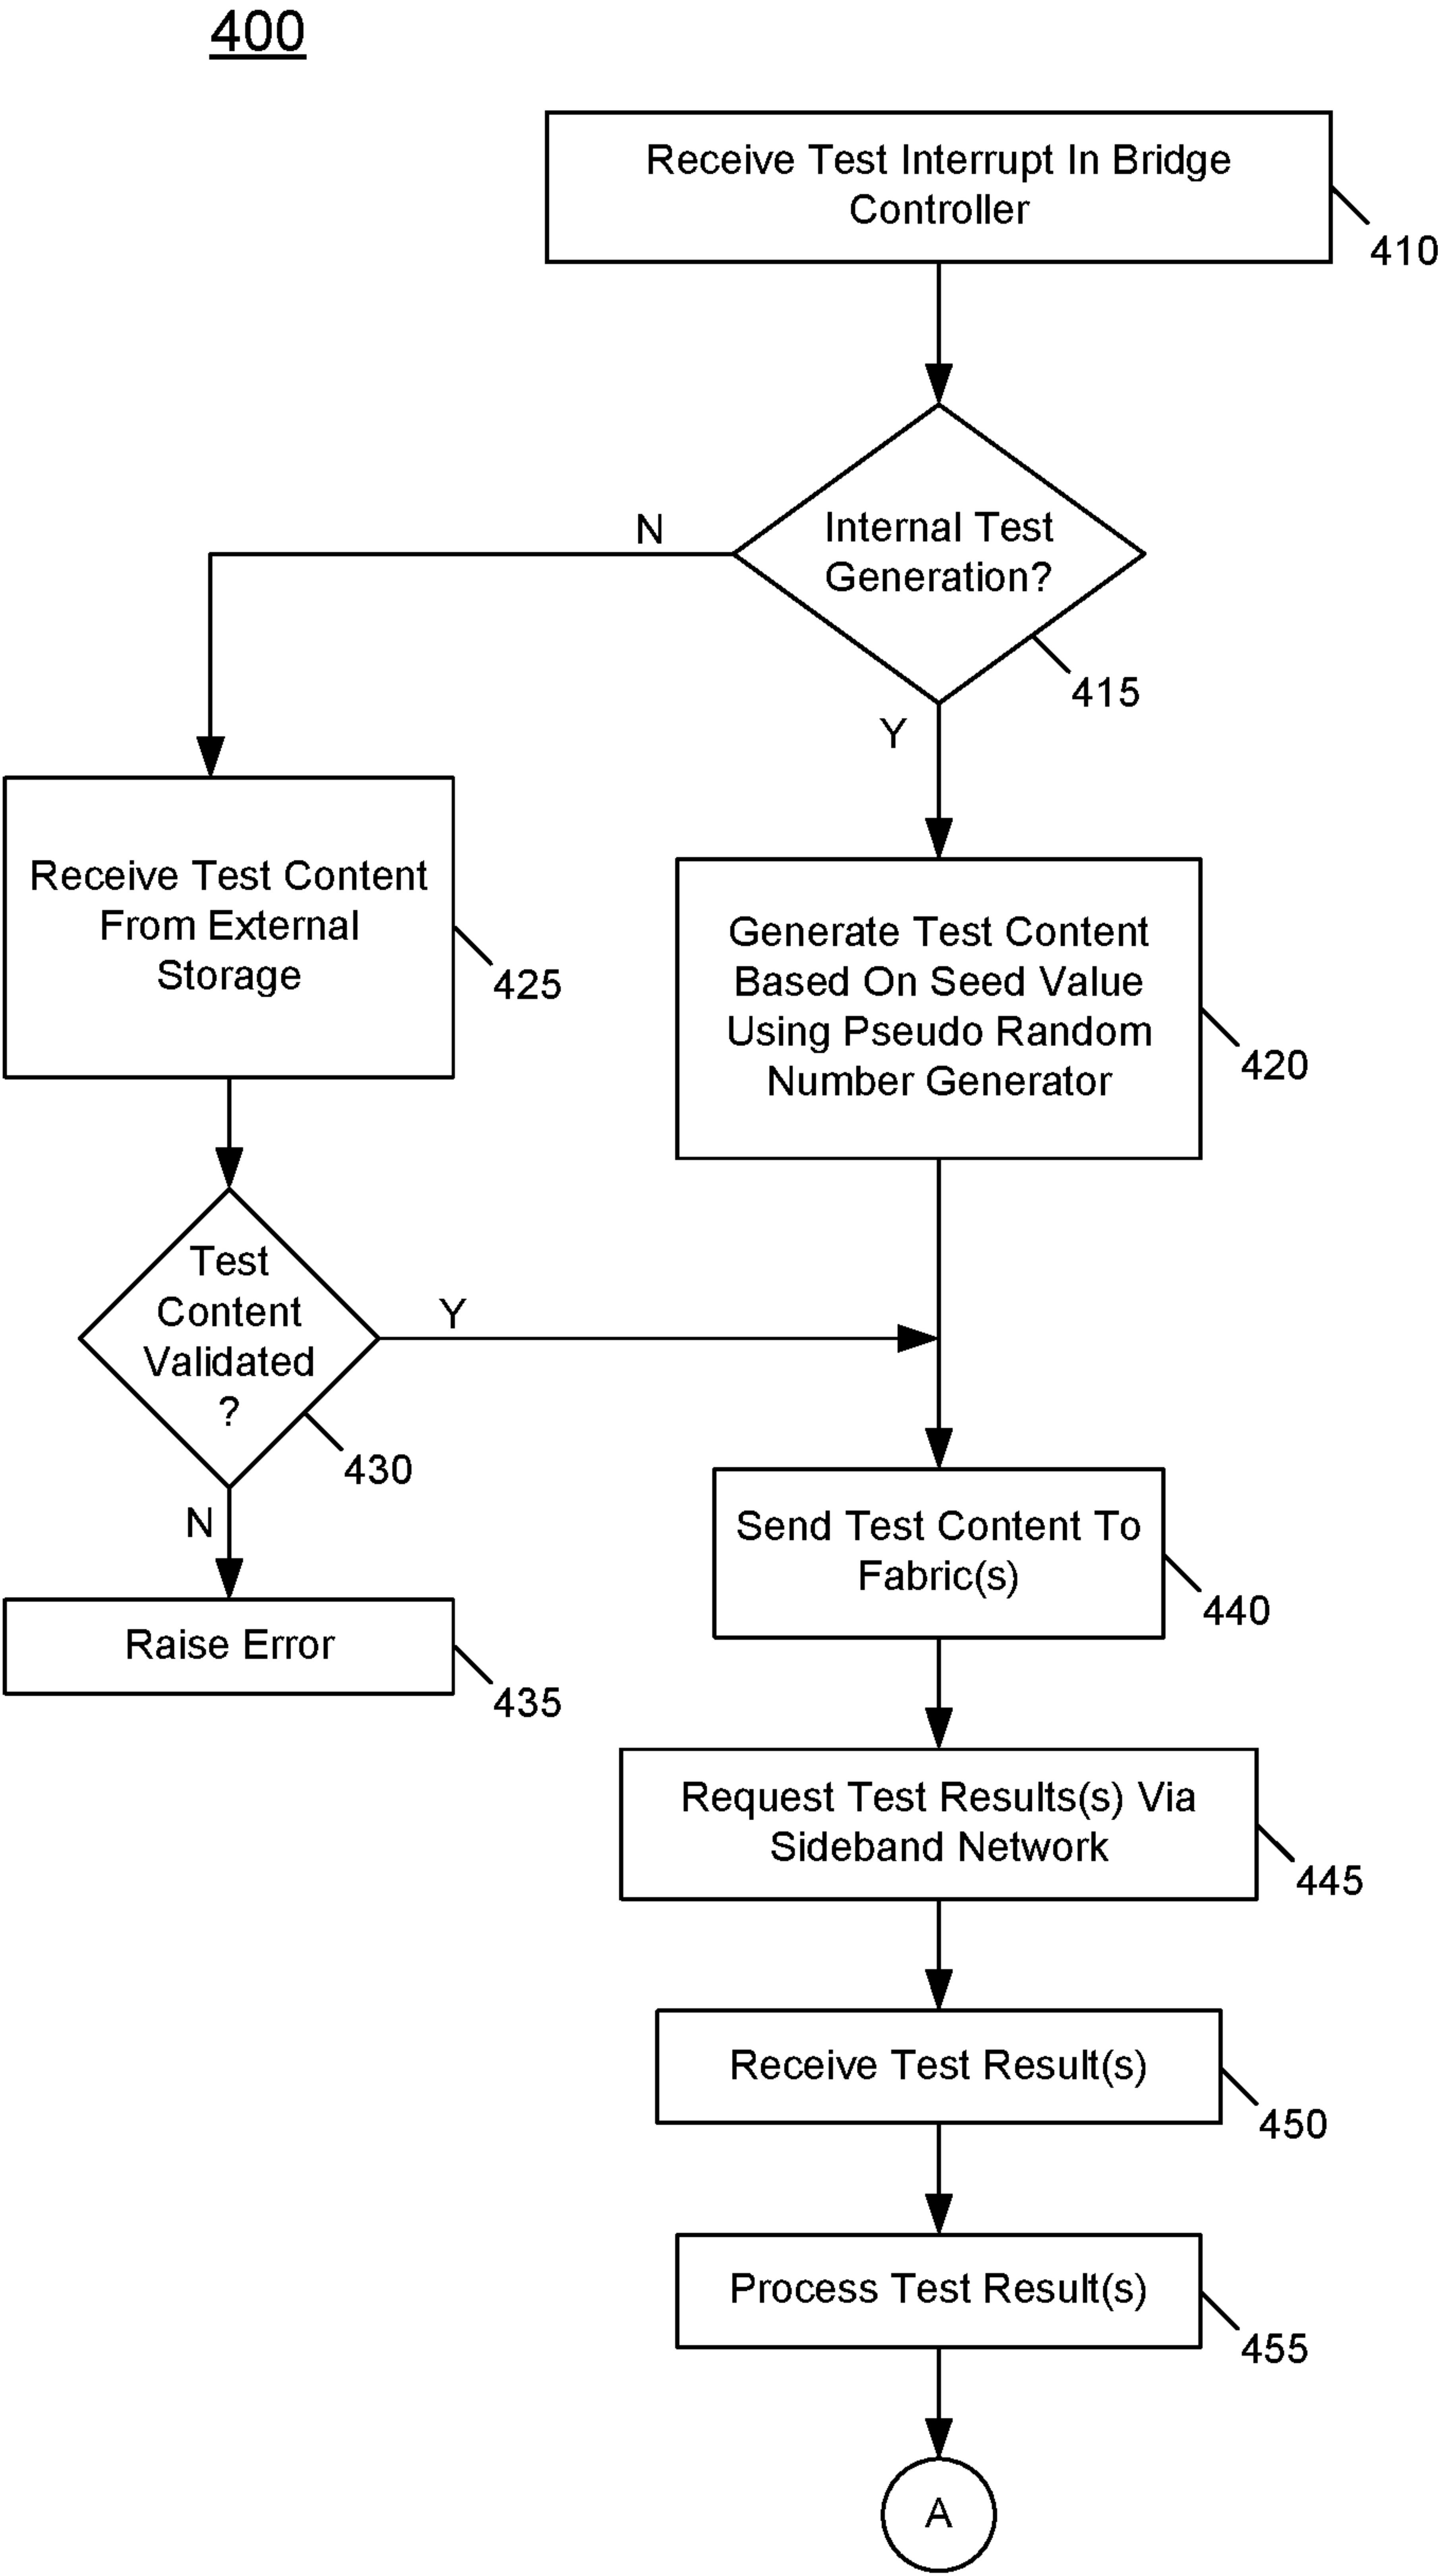 400
Receive Test Interrupt In Bridge
Controller
410
Internal Test
Generation?
415
N
Y
Receive Test Content
From External
Storage
425
Generate Test Content
Based On Seed Value
Using Pseudo Random
Number Generator
420
Test
Content
Validated
?
430
Y
N
Raise Error
435
Send Test Content To
Fabric(s)
440
Request Test Results(s) Via
Sideband Network
445
Receive Test Result(s)
450
Process Test Result(s)
455
A